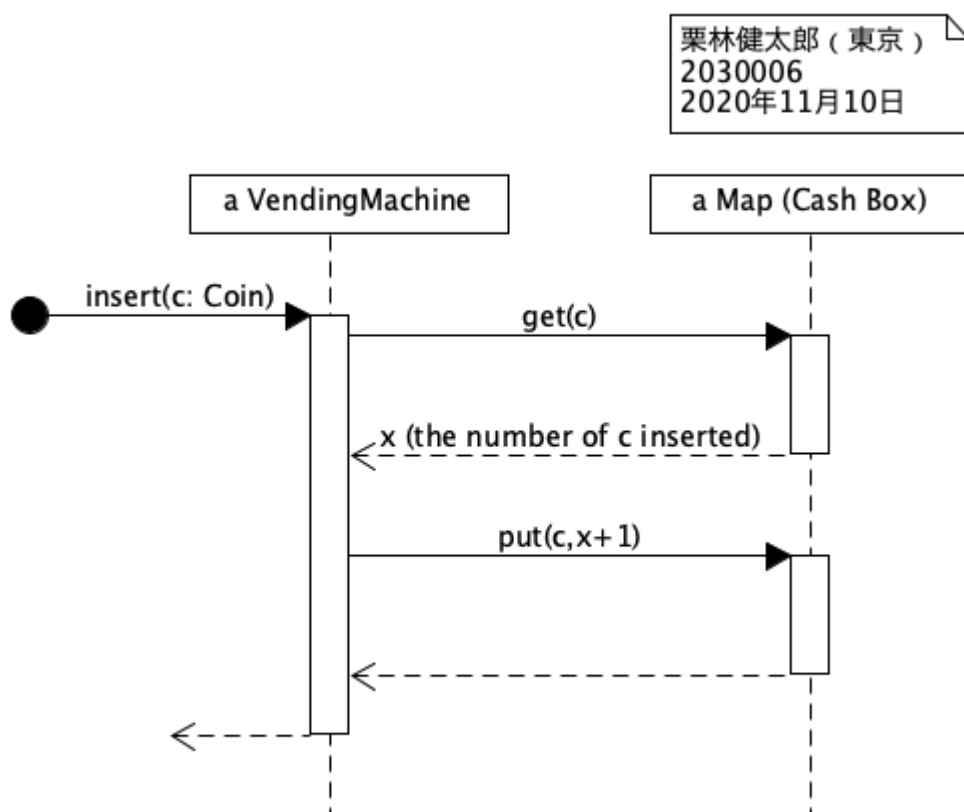 栗林健太郎（東京）
2030006
2020年11月10日
a VendingMachine
a Map (Cash Box)
insert(c: Coin)
get(c)
x (the number of c inserted)
put(c,x+1)